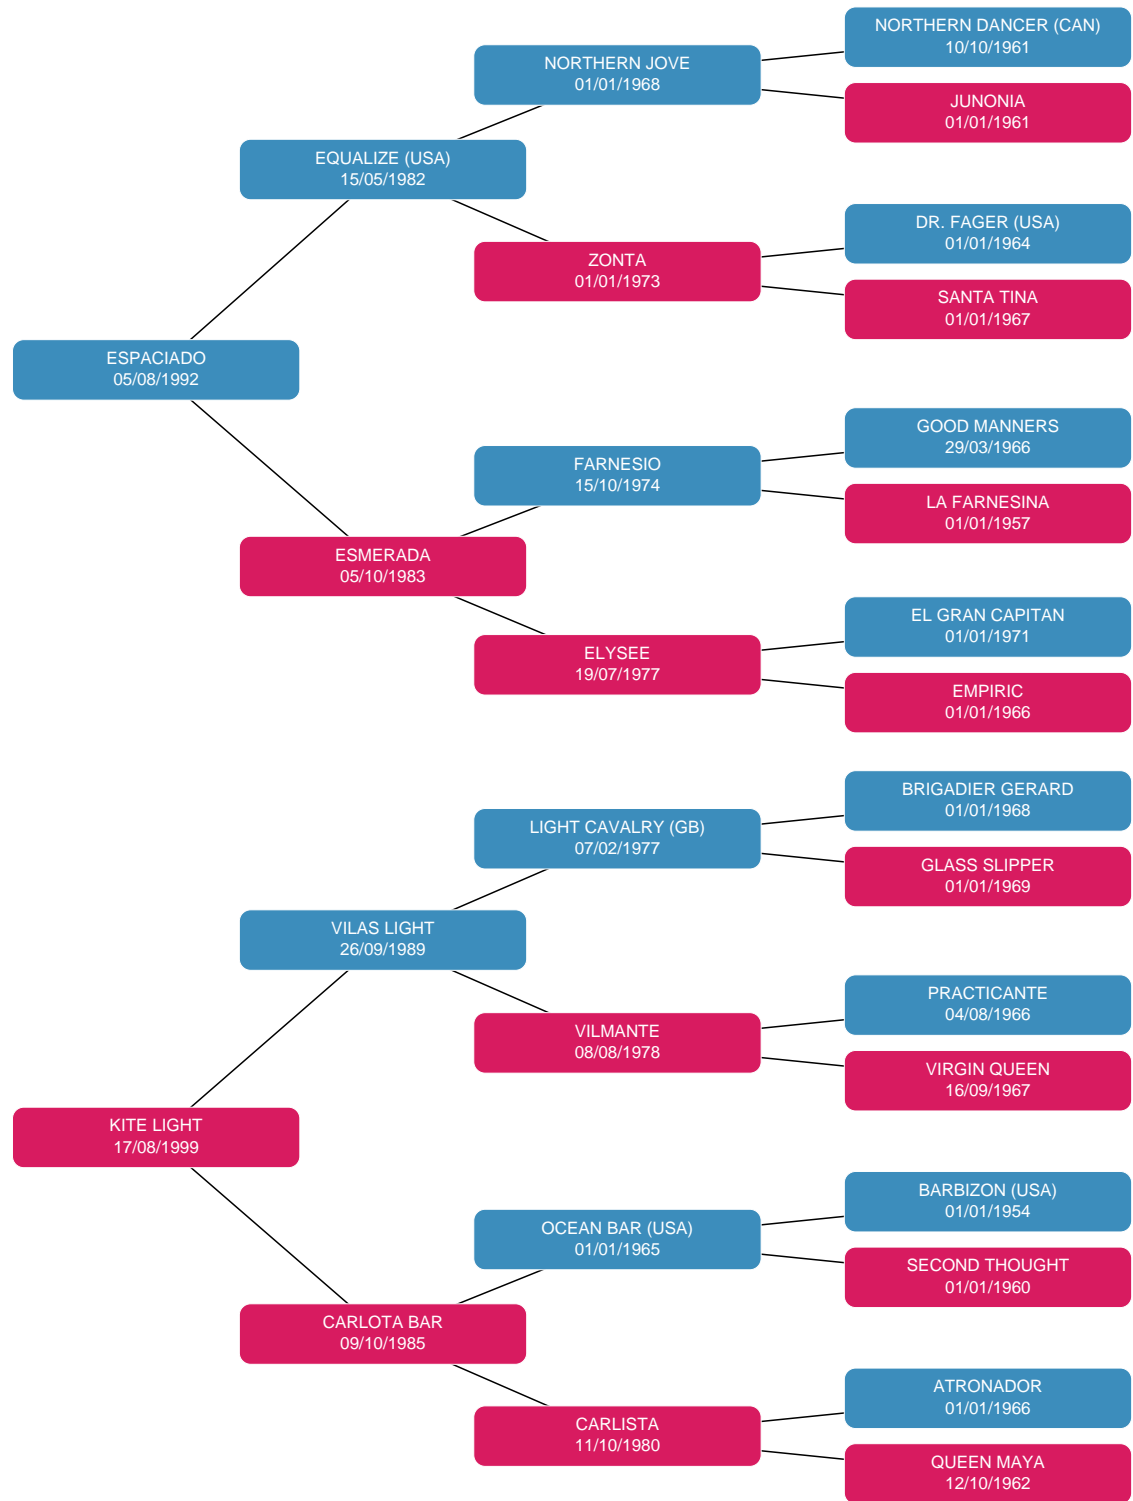 NORTHERN DANCER (CAN)
10/10/1961
NORTHERN JOVE
01/01/1968
JUNONIA
01/01/1961
EQUALIZE (USA)
15/05/1982
DR. FAGER (USA)
01/01/1964
ZONTA
01/01/1973
SANTA TINA
01/01/1967
ESPACIADO
05/08/1992
GOOD MANNERS
29/03/1966
FARNESIO
15/10/1974
LA FARNESINA
01/01/1957
ESMERADA
05/10/1983
EL GRAN CAPITAN
01/01/1971
ELYSEE
19/07/1977
EMPIRIC
01/01/1966
BRIGADIER GERARD
01/01/1968
LIGHT CAVALRY (GB)
07/02/1977
GLASS SLIPPER
01/01/1969
VILAS LIGHT
26/09/1989
PRACTICANTE
04/08/1966
VILMANTE
08/08/1978
VIRGIN QUEEN
16/09/1967
KITE LIGHT
17/08/1999
BARBIZON (USA)
01/01/1954
OCEAN BAR (USA)
01/01/1965
SECOND THOUGHT
01/01/1960
CARLOTA BAR
09/10/1985
ATRONADOR
01/01/1966
CARLISTA
11/10/1980
QUEEN MAYA
12/10/1962